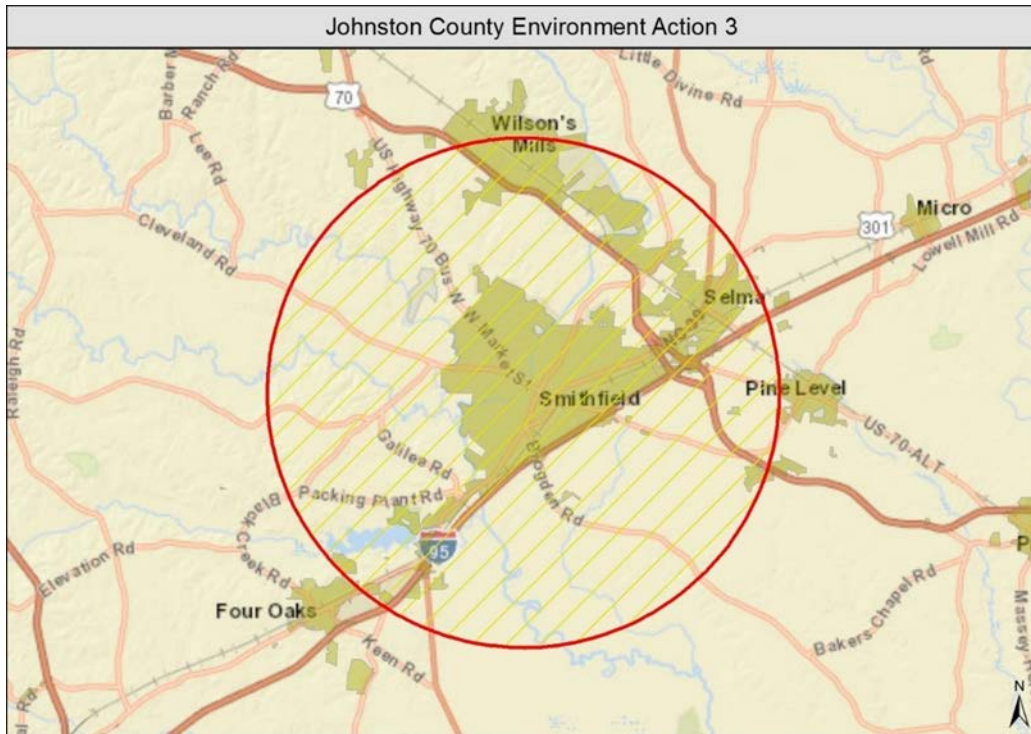 Johnston County Environment Action 3
Barber
Ranch Rd
Lee Rd
70
Wilson's
Mills
Little Divine Rd
US Highway 70 Bus W
W Market St
Cleveland Rd
Micro
301
Lowell Mill Rd
Selma
Raleigh Rd
Smithfield
Pine Level
US-70-ALT
Galilea Rd
Packing Plant Rd
Brogden Rd
Black Creek Rd
95
Elevation Rd
Four Oaks
Keen Rd
Bakers Chapel Rd
Massey
P
Rd
N